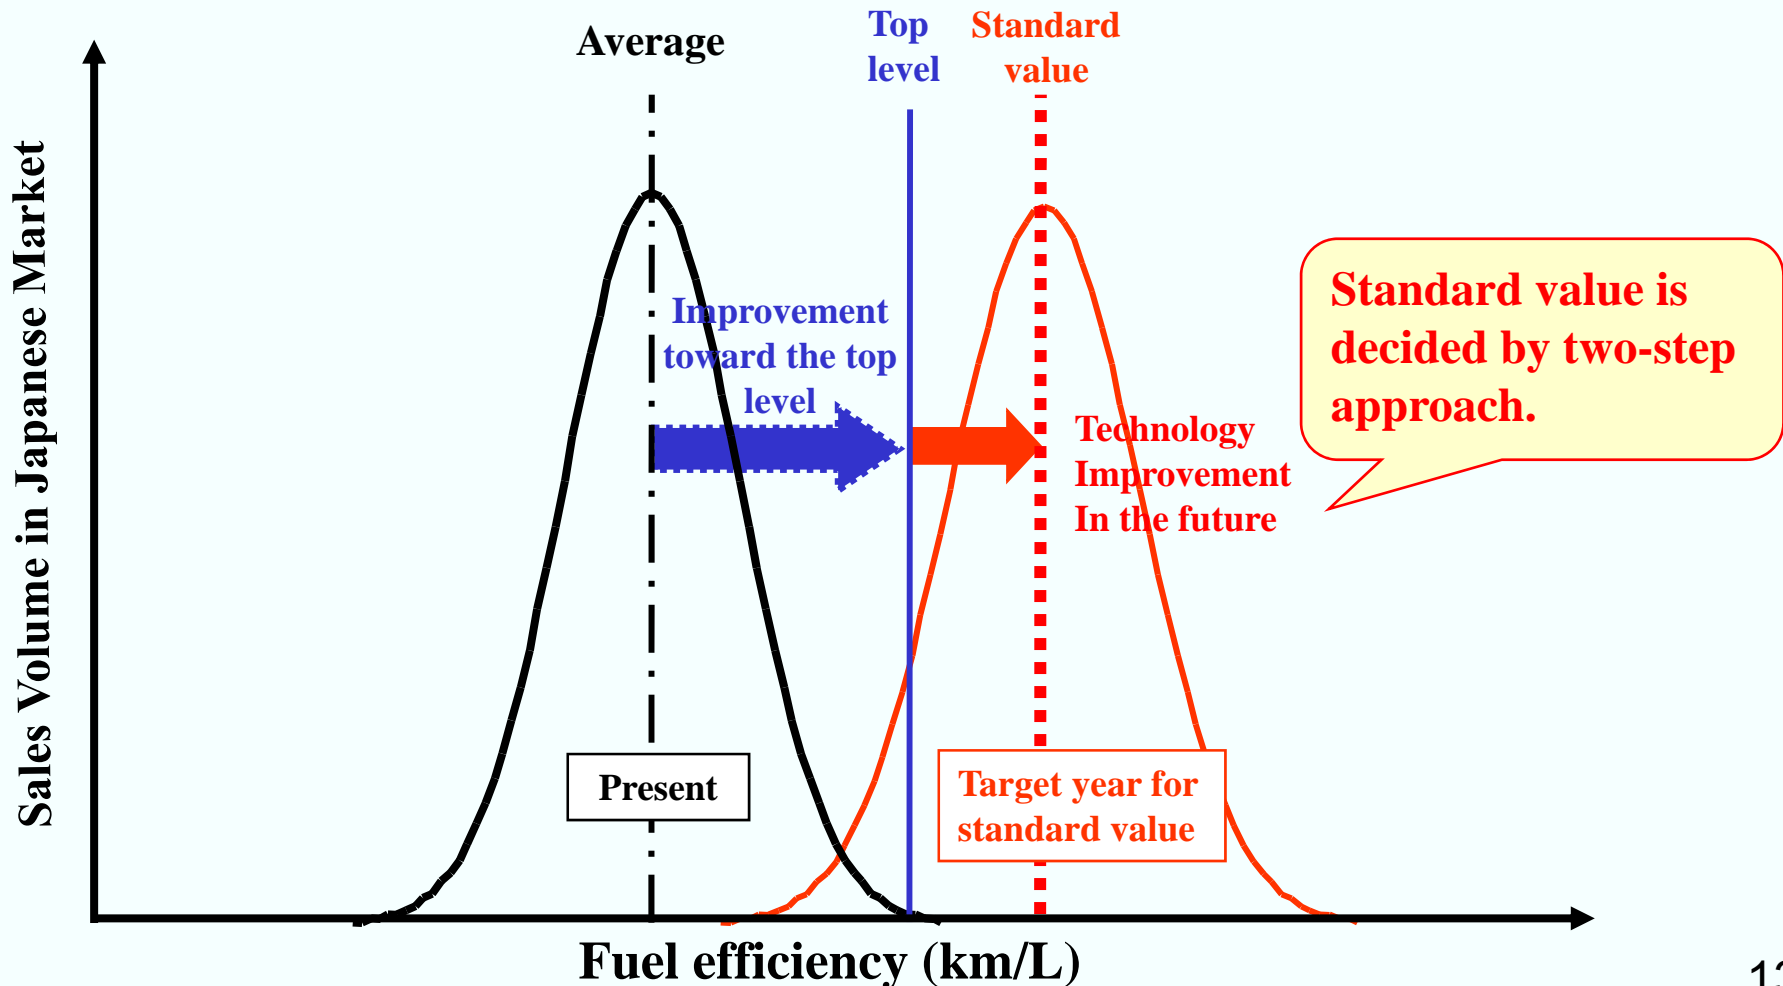 Average
Top
level
Standard
value
Sales Volume in Japanese Market
Improvement
toward the top
level
Technology
Improvement
In the future
Standard value is
decided by two-step
approach.
Present
Target year for
standard value
Fuel efficiency (km/L)